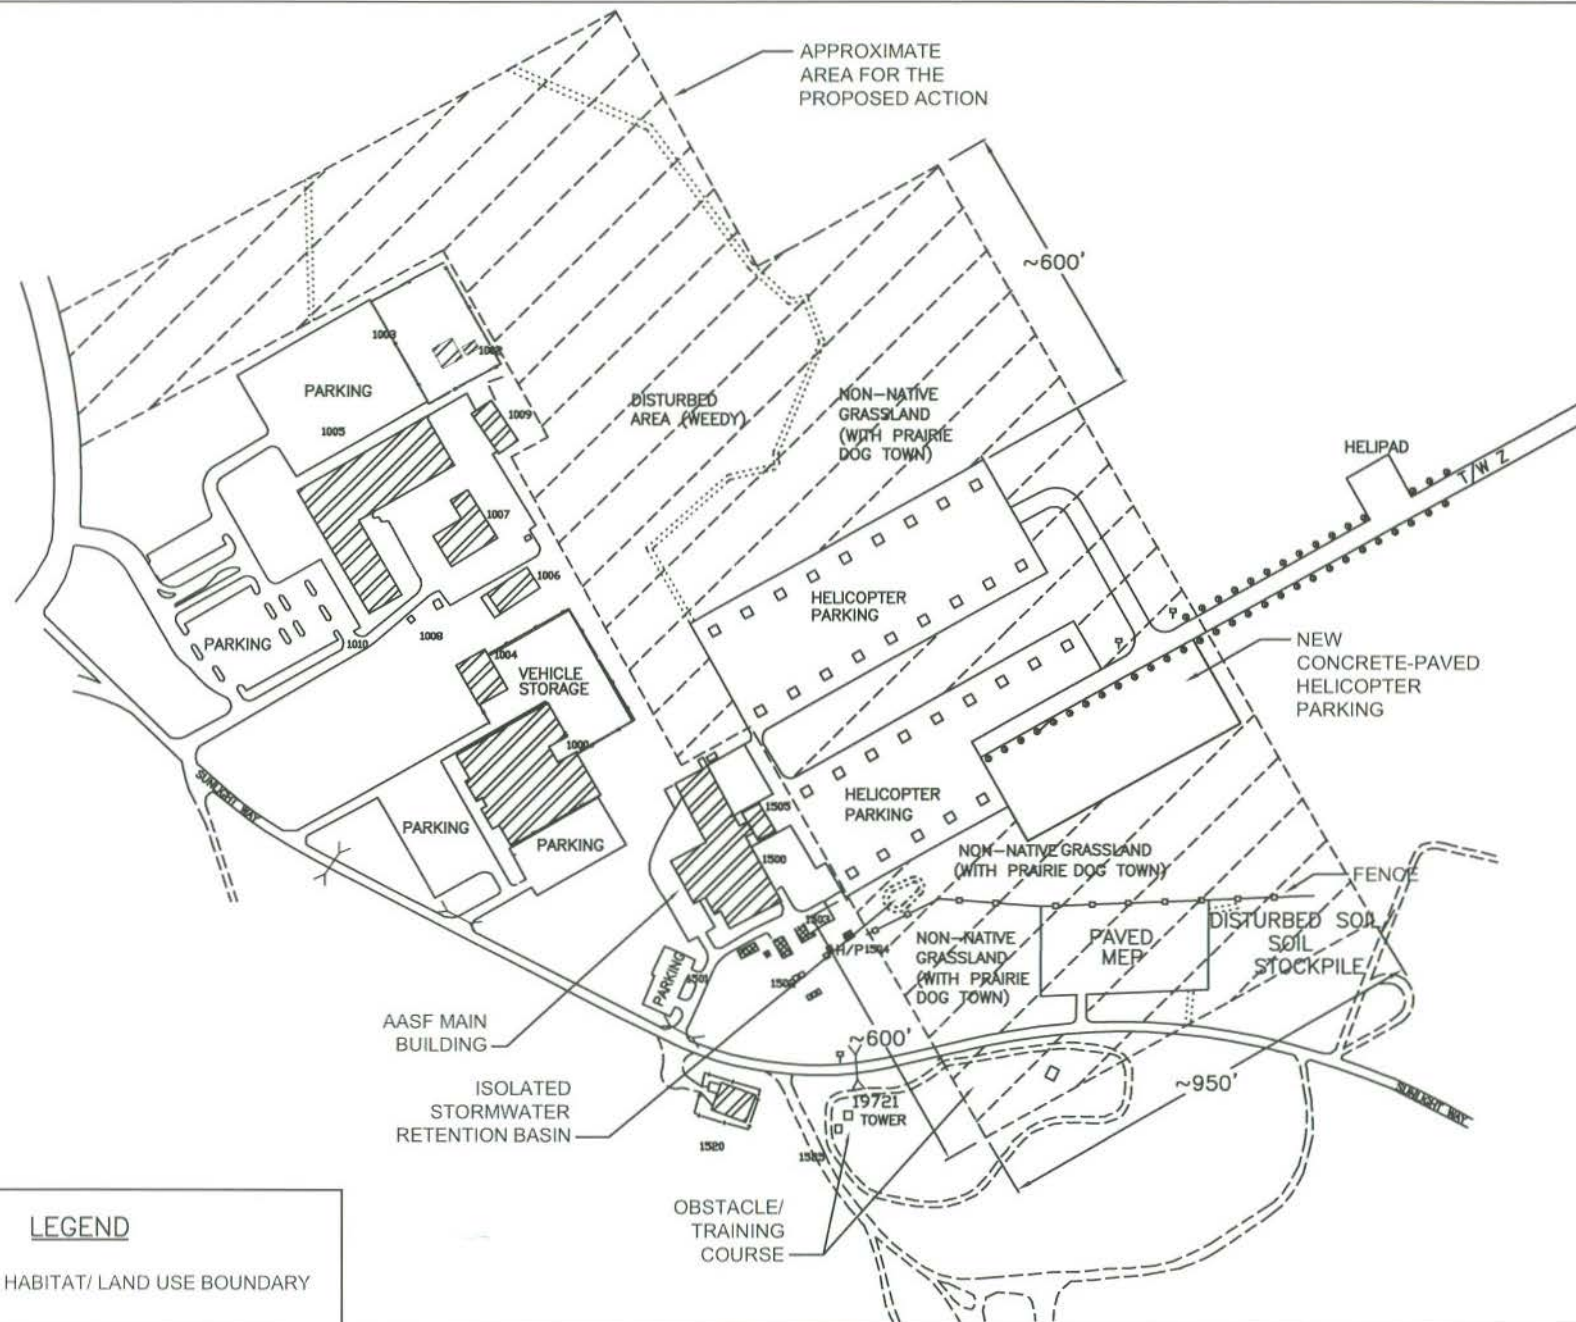 APPROXIMATE
AREA FOR THE
PROPOSED ACTION
~600'
1003
1002
PARKING
1009
1005
DISTURBED
AREA (WEEDY)
NON-NATIVE
GRASSLAND
(WITH PRAIRIE
DOG TOWN)
HELIPAD
T/W Z
1007
1006
HELICOPTER
PARKING
1008
1010
PARKING
1004
VEHICLE
STORAGE
NEW
CONCRETE-PAVED
HELICOPTER
PARKING
1000
SUNLIGHT WAY
PARKING
PARKING
1505
HELICOPTER
PARKING
1500
NON-NATIVE GRASSLAND
(WITH PRAIRIE DOG TOWN)
FENCE
1503
H/P1504
NON-NATIVE
GRASSLAND
(WITH PRAIRIE
DOG TOWN)
PAVED
MEP
DISTURBED SOIL
SOIL
STOCKPILE
PARKING
AASF MAIN
BUILDING
~600'
~950'
ISOLATED
STORMWATER
RETENTION BASIN
19721
TOWER
SUNLIGHT WAY
1520
1525
OBSTACLE/
TRAINING
COURSE
LEGEND
HABITAT/ LAND USE BOUNDARY